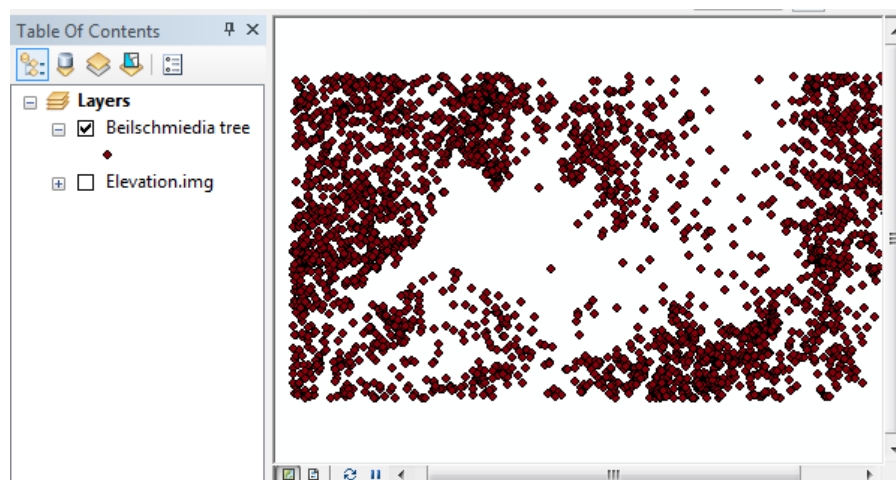 Table Of Contents
Layers
Beilschmiedia tree
Elevation.img